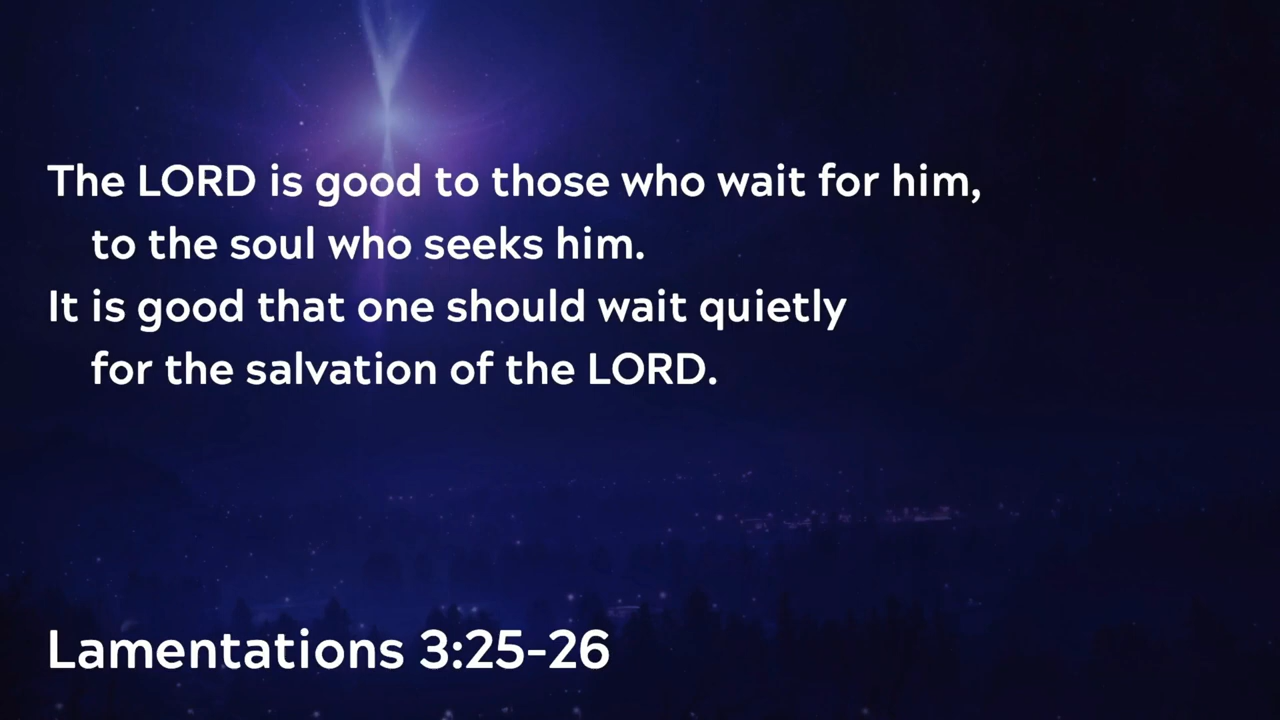 The LORD is good to those who wait for him,
to the soul who seeks him.
It is good that one should wait quietly
for the salvation of the LORD.
Lamentations 3:25-26